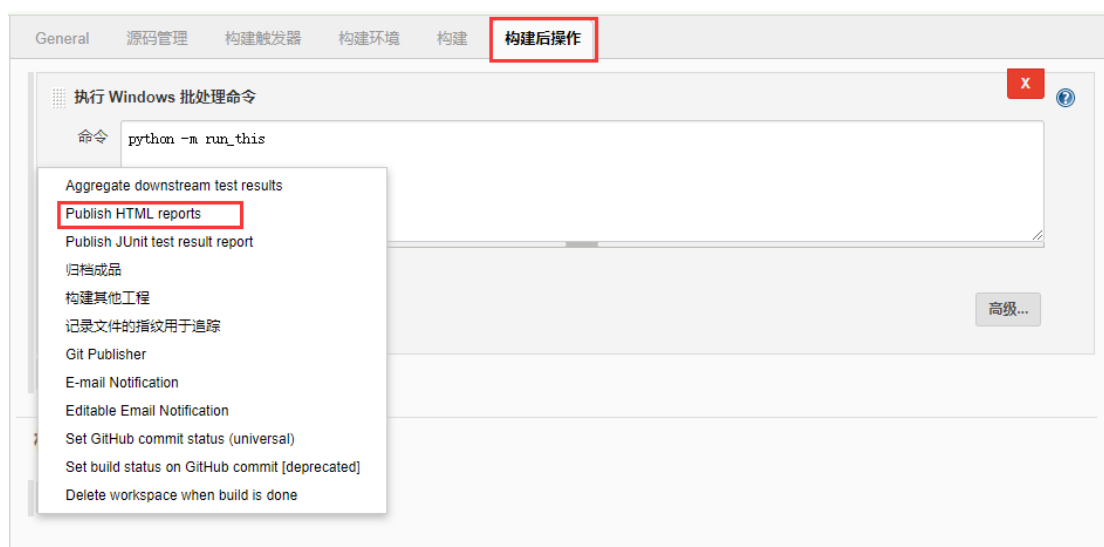 General 源码管理 构建触发器 构建环境 构建 构建后操作
执行 Windows 批处理命令
X
命令 python -m run_this
Aggregate downstream test results
Publish HTML reports
Publish JUnit test result report
归档成品
构建其他工程
记录文件的指纹用于追踪
高级...
Git Publisher
E-mail Notification
Editable Email Notification
Set GitHub commit status (universal)
Set build status on GitHub commit [deprecated]
Delete workspace when build is done